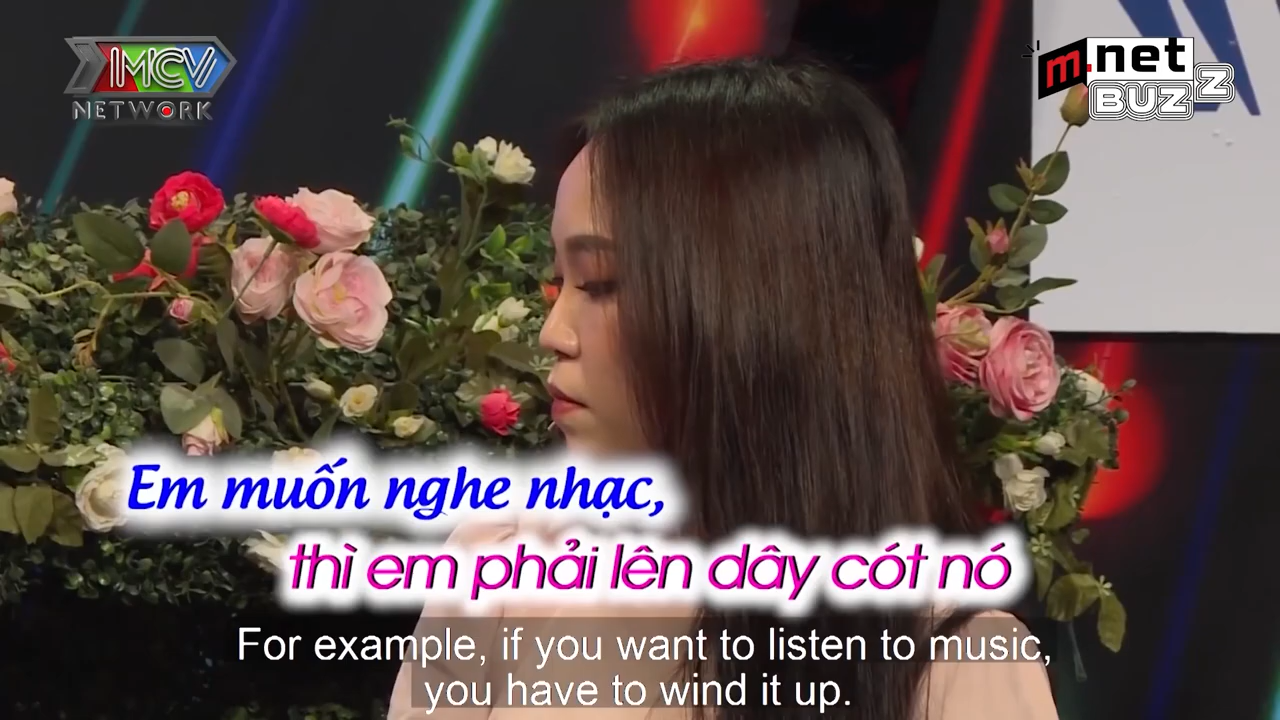 MCV
NETWORK
m.net
BUZZ
Em muốn nghe nhạc,
thì em phải lên dây cót nó
For example, if you want to listen to music,
you have to wind it up.